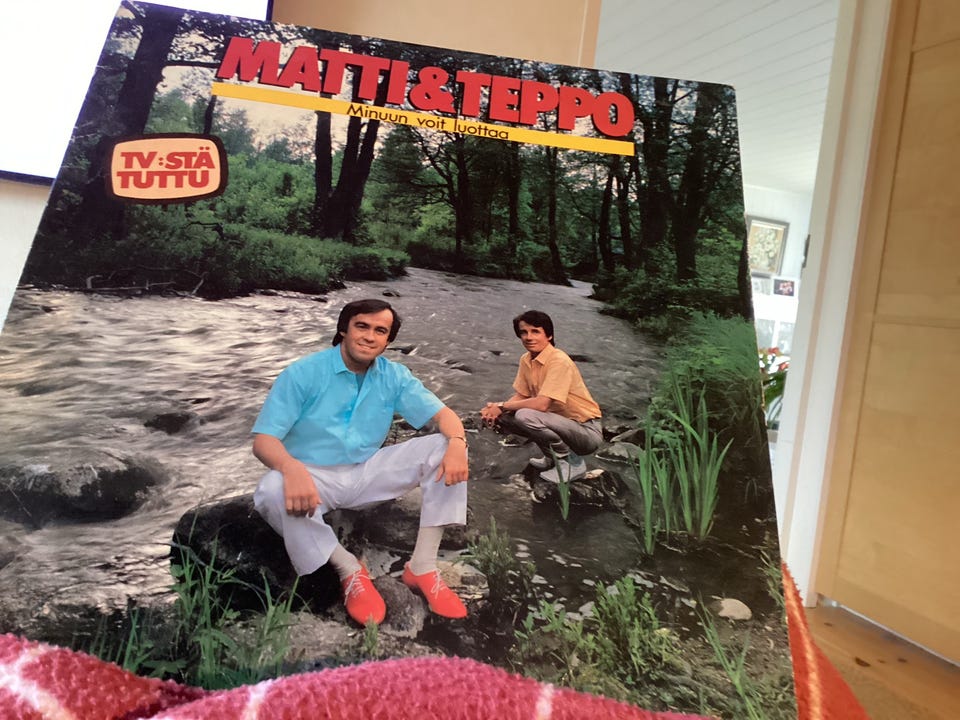 MATTI&TEPPO
Minuun voit luottaa
TV:STÄ
TUTTU